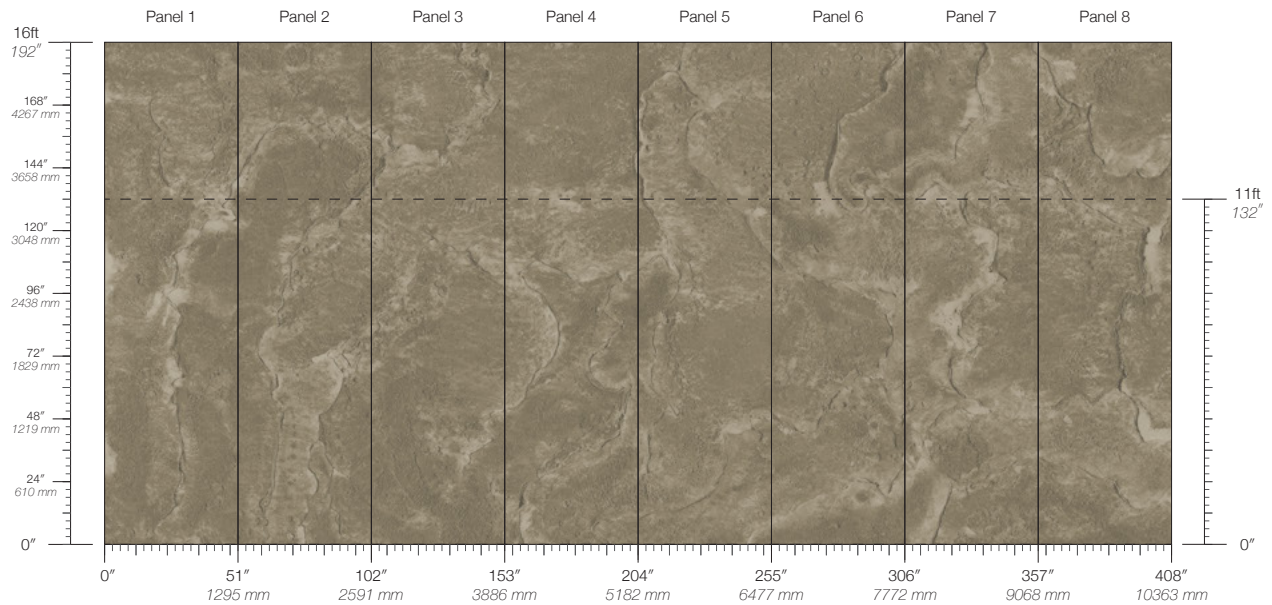 Panel 1 Panel 2 Panel 3 Panel 4 Panel 5 Panel 6 Panel 7 Panel 8
16ft
192″
168″
4267 mm
144″
3658 mm
11ft
132″
120″
3048 mm
96″
2438 mm
72″
1829 mm
48″
1219 mm
24″
610 mm
0″ 0″
0″ 51″ 102″ 153″ 204″ 255″ 306″ 357″ 408″
1295 mm 2591 mm 3886 mm 5182 mm 6477 mm 7772 mm 9068 mm 10363 mm